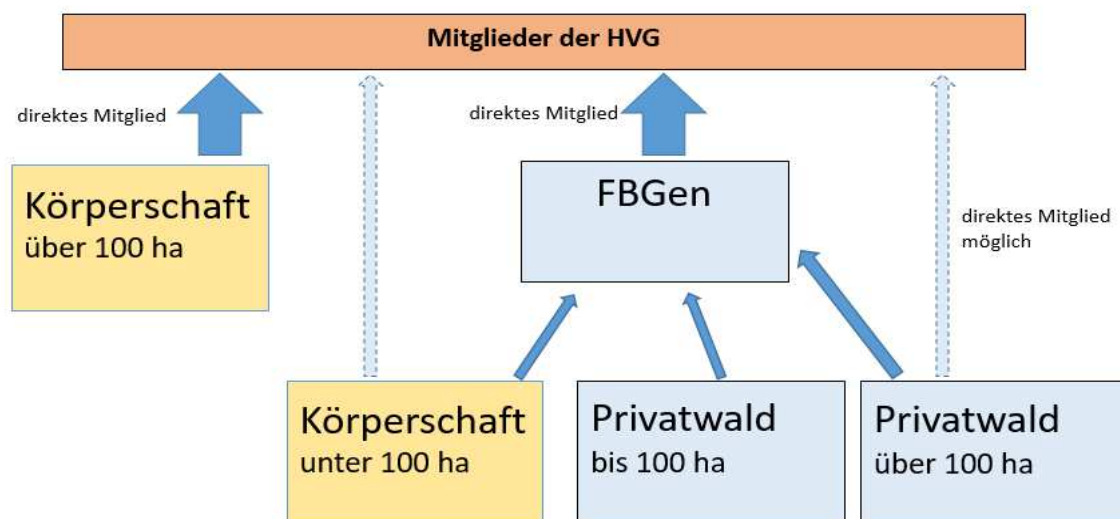 Mitglieder der HVG
direktes Mitglied
direktes Mitglied
Körperschaft
über 100 ha
FBGen
direktes Mitglied
möglich
Körperschaft
unter 100 ha
Privatwald
bis 100 ha
Privatwald
über 100 ha